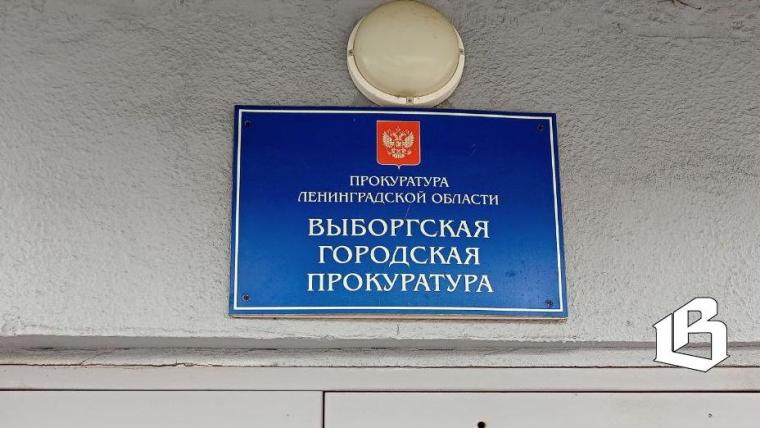 ПРОКУРАТУРА
ЛЕНИНГРАДСКОЙ ОБЛАСТИ
ВЫБОРГСКАЯ
ГОРОДСКАЯ
ПРОКУРАТУРА
В